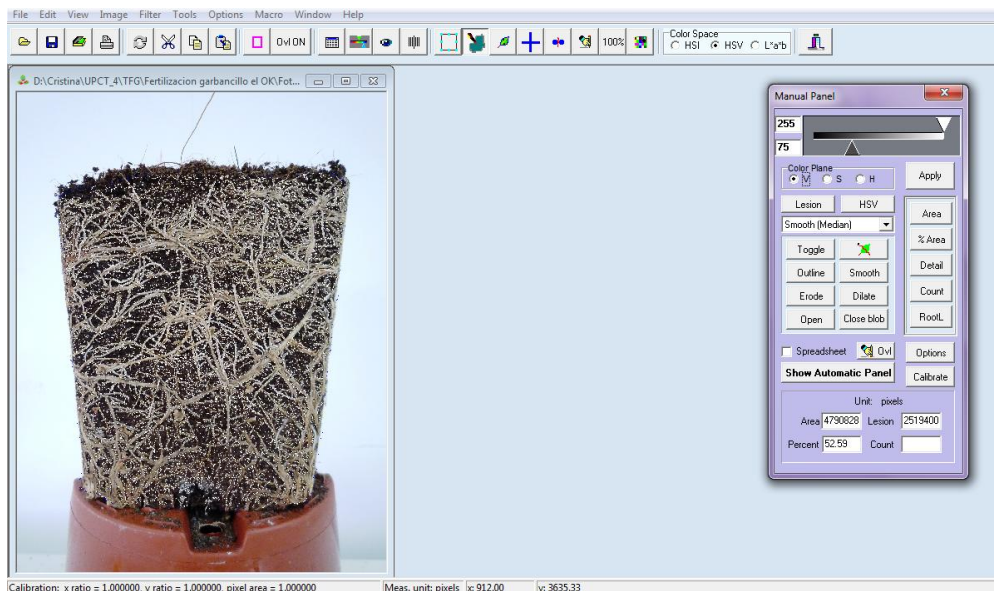 File Edit View Image Filter Tools Options Macro Window Help
Ovl ON
100%
Color Space
HSI HSV L*a*b
D:\Cristina\UPCT_4\TFG\Fertilizacion garbancillo el OK\Fot...
Manual Panel
255
75
Color Plane
V S H
Apply
Lesion HSV
Smooth (Median)
Area
% Area
Toggle
Detail
Outline Smooth
Count
Erode Dilate
RootL
Open Close blob
Spreadsheet Ovl Options
Show Automatic Panel Calibrate
Unit: pixels
Area 4790828 Lesion 2519400
Percent 52.59 Count
Calibration: x ratio = 1.000000, y ratio = 1.000000, pixel area = 1.000000 Meas. unit: pixels x: 912.00 y: 3635.33